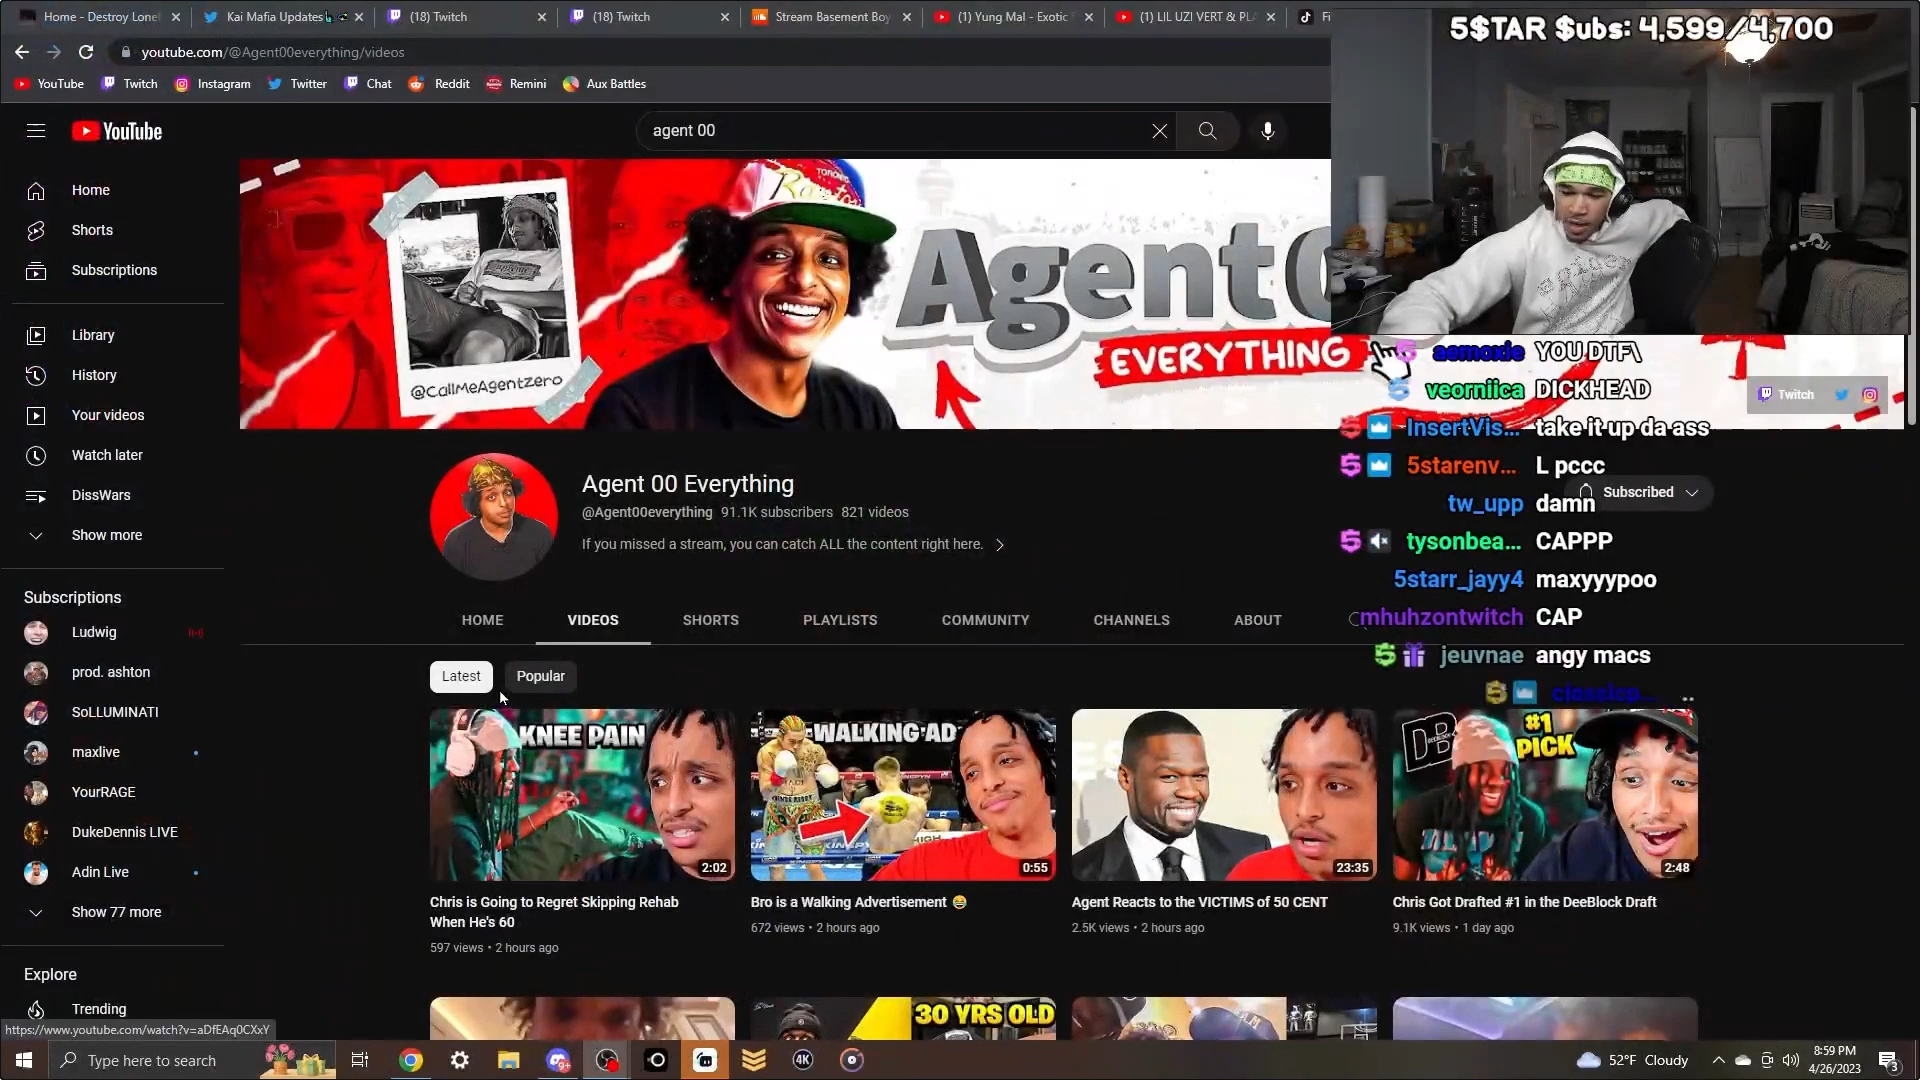 Home - Destroy Lonel
Kai Mafia Updates
(18) Twitch
(18) Twitch
Stream Basement Boy
(1) Yung Mal - Exotic
(1) LIL UZI VERT & PL
5$TAR $ubs: 4,599/4,700
youtube.com/@Agent00everything/videos
YouTube
Twitch
Instagram
Twitter
Chat
Reddit
Remini
Aux Battles
YouTube
agent 00
Home
Shorts
Subscriptions
Library
History
Your videos
Watch later
DissWars
Show more
Subscriptions
Ludwig
prod. ashton
SoLLUMINATI
maxlive
YourRAGE
DukeDennis LIVE
Adin Live
Show 77 more
Explore
Trending
https://www.youtube.com/watch?v=aDfEAq0CXxY
TORONTO
@CallMeAgentZero
Agent
EVERYTHING
Twitch
aemoxie YOU DTF\
veorniica DICKHEAD
InsertVis... take it up da ass
5starenv... L pccc
tw_upp damn
tysonbea... CAPPP
5starr_jayy4 maxyyypoo
mhuhzontwitch CAP
jeuvnae angy macs
Agent 00 Everything
@Agent00everything 91.1K subscribers 821 videos
If you missed a stream, you can catch ALL the content right here.
Subscribed
HOME
VIDEOS
SHORTS
PLAYLISTS
COMMUNITY
CHANNELS
ABOUT
Latest
Popular
KNEE PAIN
2:02
WALKING AD
0:55
23:35
#1
PICK
2:48
Chris is Going to Regret Skipping Rehab
When He's 60
597 views • 2 hours ago
Bro is a Walking Advertisement 😂
672 views • 2 hours ago
Agent Reacts to the VICTIMS of 50 CENT
2.5K views • 2 hours ago
Chris Got Drafted #1 in the DeeBlock Draft
9.1K views • 1 day ago
30 YRS OLD
Type here to search
9+
4K
52°F Cloudy
8:59 PM
4/26/2023
3